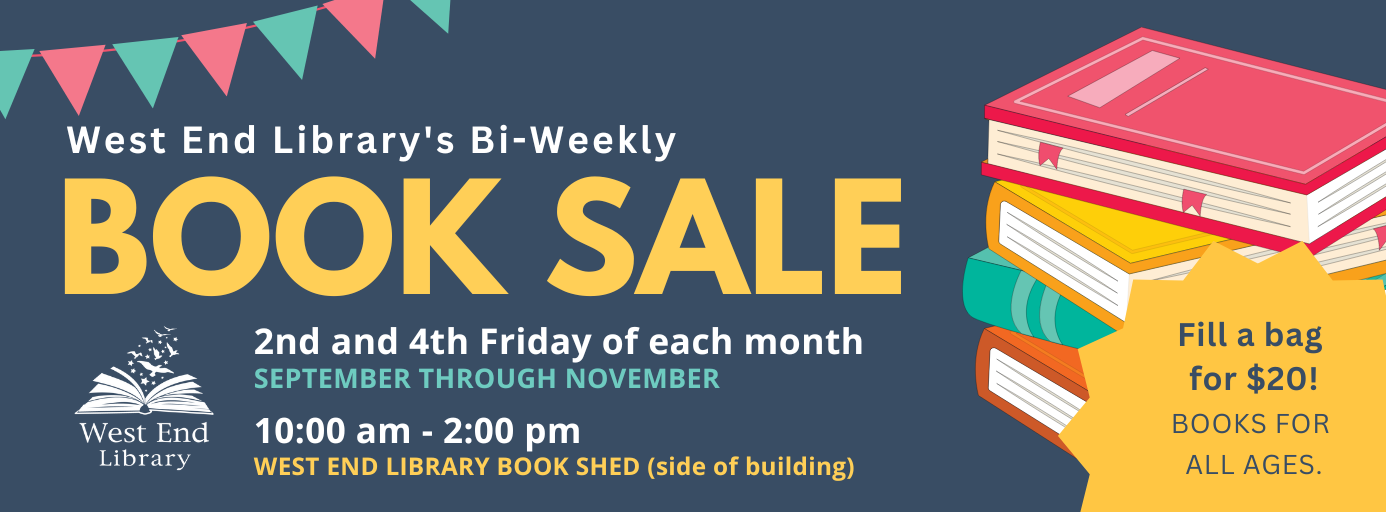 West End Library's Bi-Weekly
BOOK SALE
2nd and 4th Friday of each month
SEPTEMBER THROUGH NOVEMBER
10:00 am - 2:00 pm
WEST END LIBRARY BOOK SHED (side of building)
West End
Library
Fill a bag
for $20!
BOOKS FOR
ALL AGES.